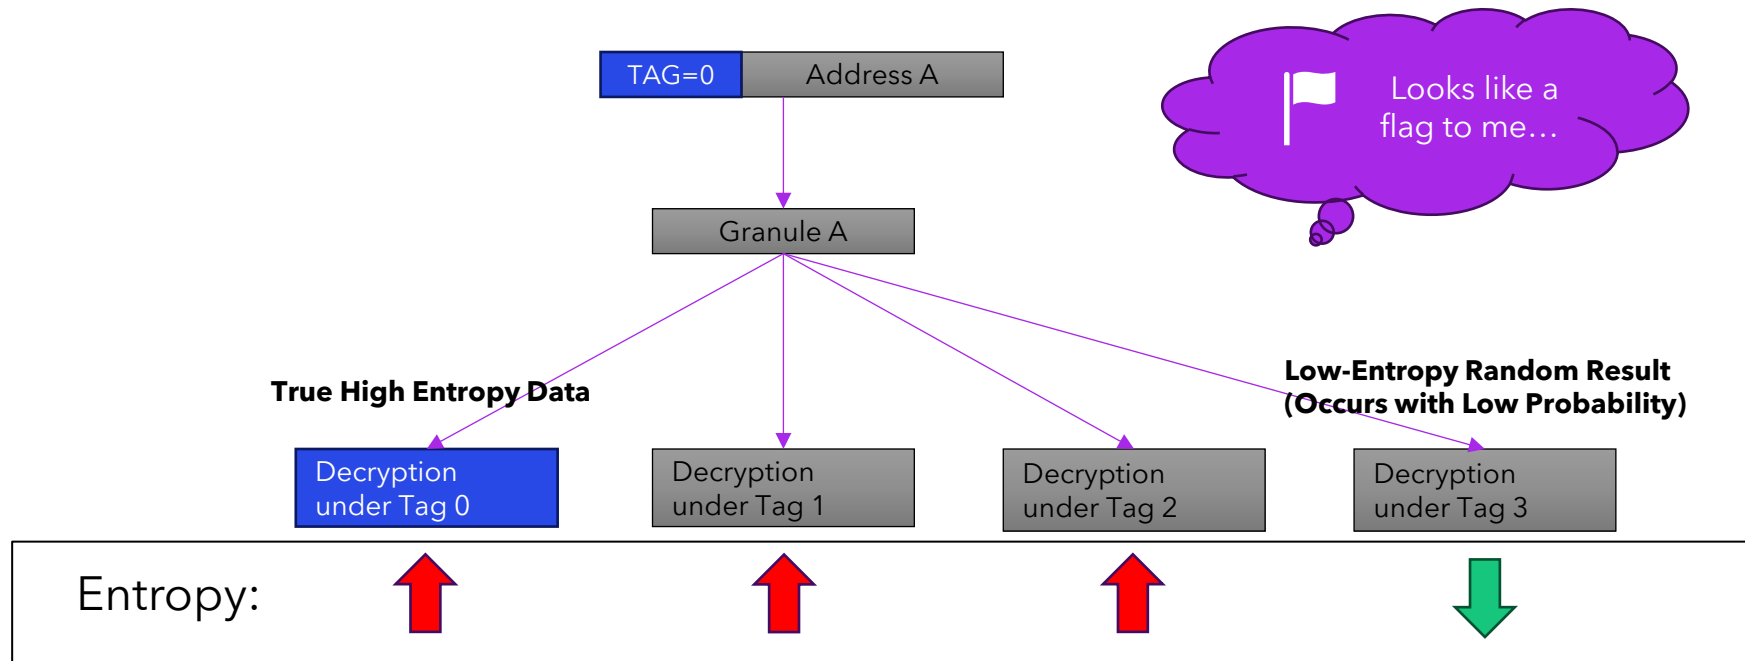 TAG=0
Address A
Looks like a
flag to me…
Granule A
True High Entropy Data
Low-Entropy Random Result
(Occurs with Low Probability)
Decryption
under Tag 0
Decryption
under Tag 1
Decryption
under Tag 2
Decryption
under Tag 3
Entropy: